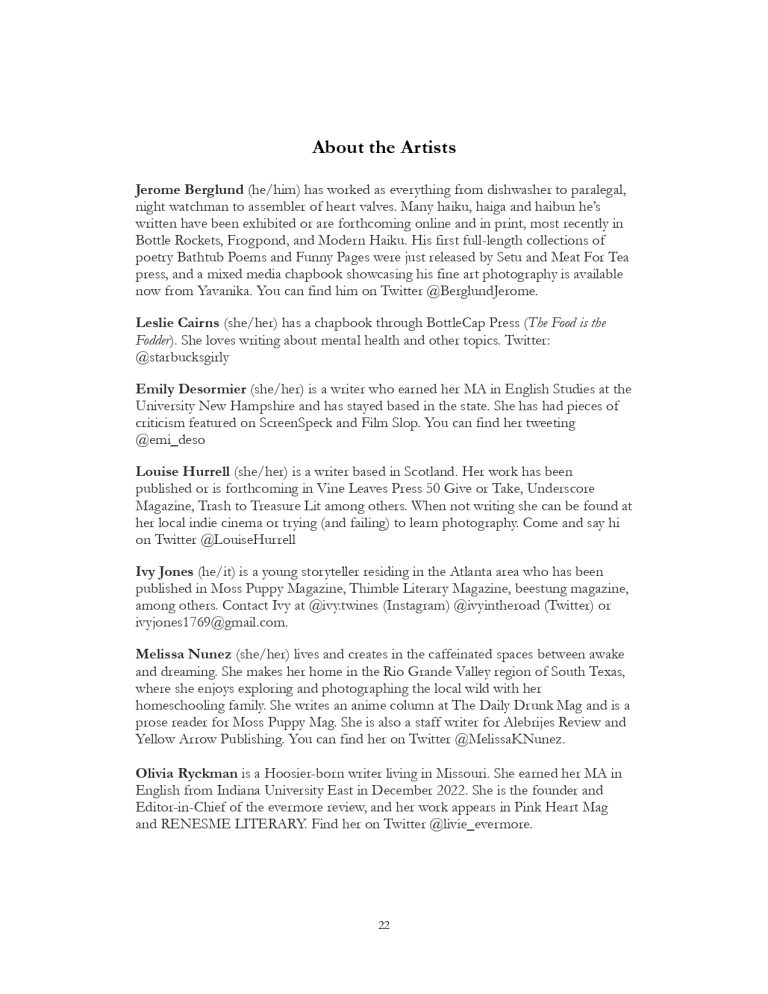 About the Artists
Jerome Berglund (he/him) has worked as everything from dishwasher to paralegal,
night watchman to assembler of heart valves. Many haiku, haiga and haibun he’s
written have been exhibited or are forthcoming online and in print, most recently in
Bottle Rockets, Frogpond, and Modern Haiku. His first full-length collections of
poetry Bathtub Poems and Funny Pages were just released by Setu and Meat For Tea
press, and a mixed media chapbook showcasing his fine art photography is available
now from Yavanika. You can find him on Twitter @BerglundJerome.
Leslie Cairns (she/her) has a chapbook through BottleCap Press (The Food is the
Fodder). She loves writing about mental health and other topics. Twitter:
@starbucksgirly
Emily Desormier (she/her) is a writer who earned her MA in English Studies at the
University New Hampshire and has stayed based in the state. She has had pieces of
criticism featured on ScreenSpeck and Film Slop. You can find her tweeting
@emi_deso
Louise Hurrell (she/her) is a writer based in Scotland. Her work has been
published or is forthcoming in Vine Leaves Press 50 Give or Take, Underscore
Magazine, Trash to Treasure Lit among others. When not writing she can be found at
her local indie cinema or trying (and failing) to learn photography. Come and say hi
on Twitter @LouiseHurrell
Ivy Jones (he/it) is a young storyteller residing in the Atlanta area who has been
published in Moss Puppy Magazine, Thimble Literary Magazine, beestung magazine,
among others. Contact Ivy at @ivy.twines (Instagram) @ivyintheroad (Twitter) or
ivyjones1769@gmail.com.
Melissa Nunez (she/her) lives and creates in the caffeinated spaces between awake
and dreaming. She makes her home in the Rio Grande Valley region of South Texas,
where she enjoys exploring and photographing the local wild with her
homeschooling family. She writes an anime column at The Daily Drunk Mag and is a
prose reader for Moss Puppy Mag. She is also a staff writer for Alebrijes Review and
Yellow Arrow Publishing. You can find her on Twitter @MelissaKNunez.
Olivia Ryckman is a Hoosier-born writer living in Missouri. She earned her MA in
English from Indiana University East in December 2022. She is the founder and
Editor-in-Chief of the evermore review, and her work appears in Pink Heart Mag
and RENESME LITERARY. Find her on Twitter @livie_evermore.
22